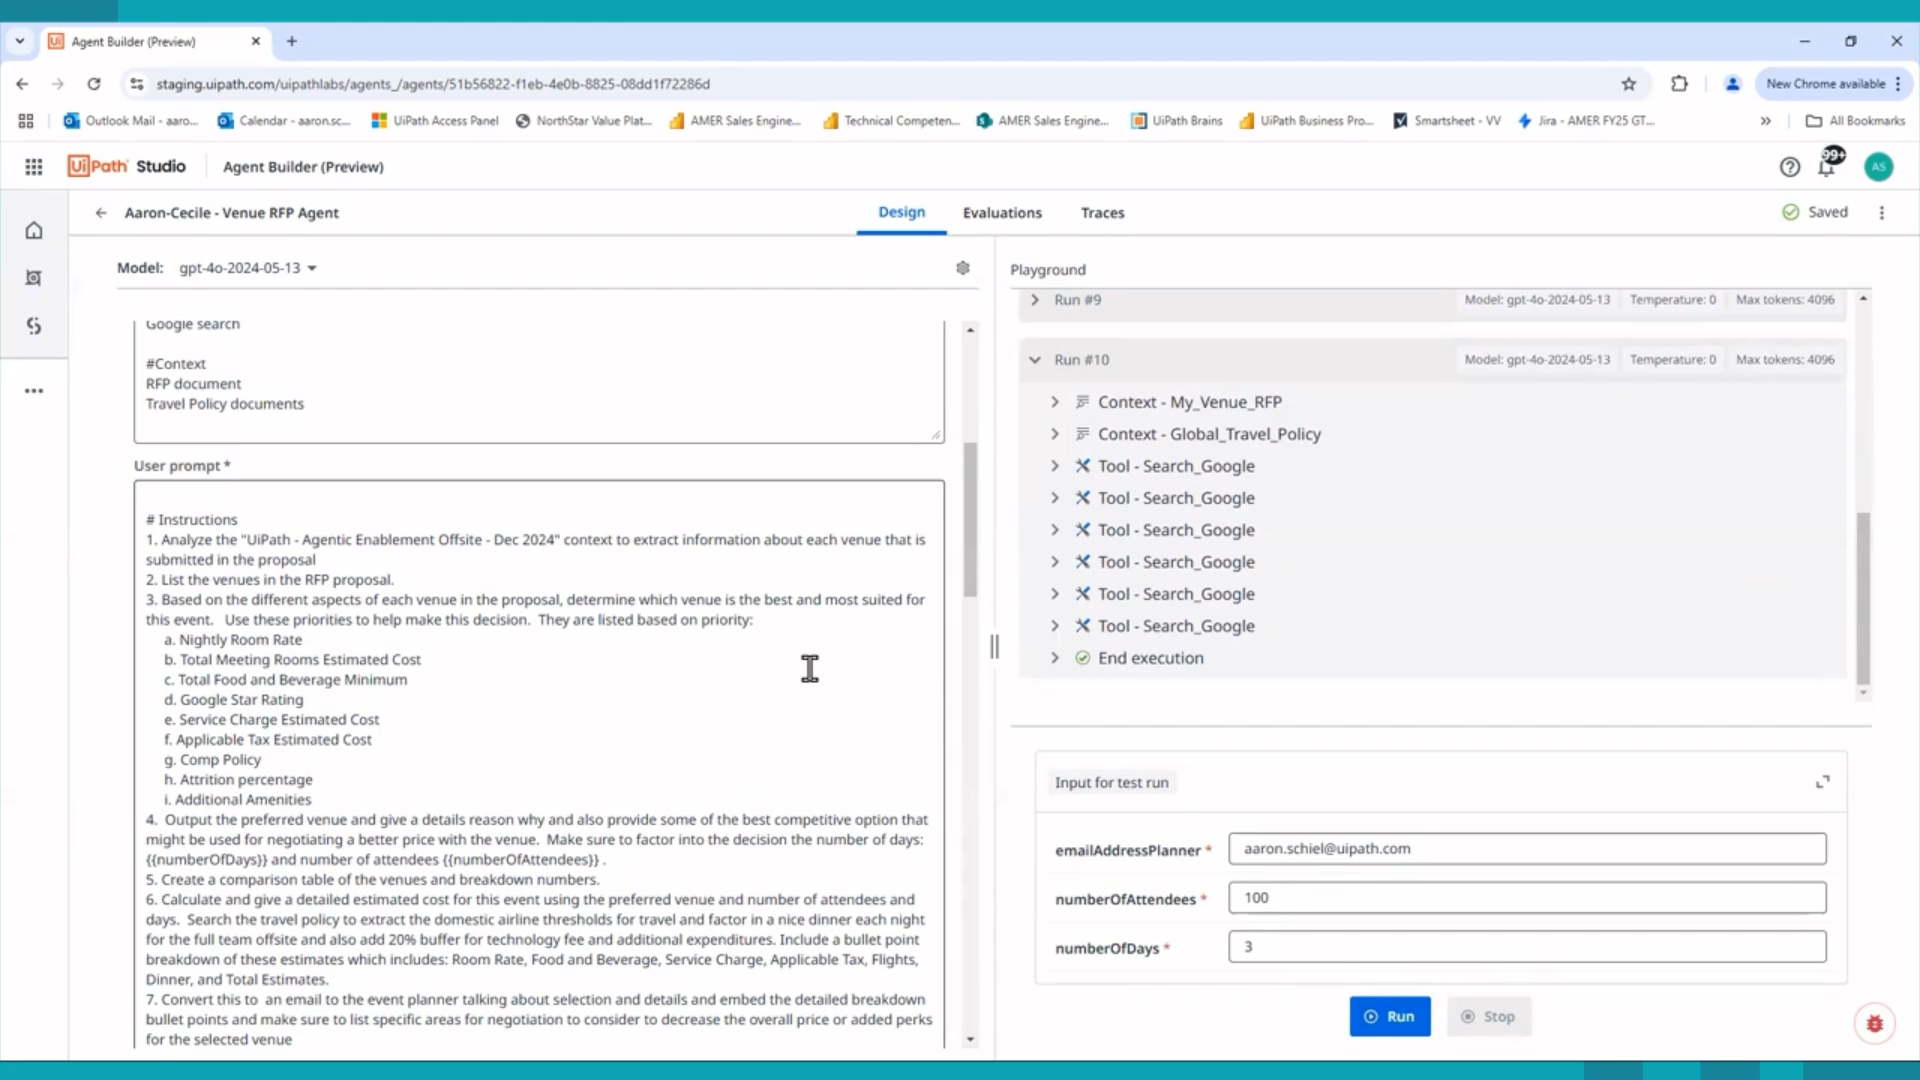 Agent Builder (Preview)
staging.uipath.com/uipathlabs/agents_/agents/51b56822-f1eb-4e0b-8825-08dd1f72286d
New Chrome available
Outlook Mail - aaro...
Calendar - aaron.sc...
UiPath Access Panel
NorthStar Value Plat...
AMER Sales Engine...
Technical Competen...
AMER Sales Engine...
UiPath Brains
UiPath Business Pro...
Smartsheet - VV
Jira - AMER FY25 GT...
All Bookmarks
UiPath Studio
Agent Builder (Preview)
99+
AS
Aaron-Cecile - Venue RFP Agent
Design
Evaluations
Traces
Saved
Model: gpt-4o-2024-05-13
Google search
#Context
RFP document
Travel Policy documents
User prompt *
# Instructions
1. Analyze the "UiPath - Agentic Enablement Offsite - Dec 2024" context to extract information about each venue that is
submitted in the proposal
2. List the venues in the RFP proposal.
3. Based on the different aspects of each venue in the proposal, determine which venue is the best and most suited for
this event. Use these priorities to help make this decision. They are listed based on priority:
a. Nightly Room Rate
b. Total Meeting Rooms Estimated Cost
c. Total Food and Beverage Minimum
d. Google Star Rating
e. Service Charge Estimated Cost
f. Applicable Tax Estimated Cost
g. Comp Policy
h. Attrition percentage
i. Additional Amenities
4. Output the preferred venue and give a details reason why and also provide some of the best competitive option that
might be used for negotiating a better price with the venue. Make sure to factor into the decision the number of days:
{{numberOfDays}} and number of attendees {{numberOfAttendees}} .
5. Create a comparison table of the venues and breakdown numbers.
6. Calculate and give a detailed estimated cost for this event using the preferred venue and number of attendees and
days. Search the travel policy to extract the domestic airline thresholds for travel and factor in a nice dinner each night
for the full team offsite and also add 20% buffer for technology fee and additional expenditures. Include a bullet point
breakdown of these estimates which includes: Room Rate, Food and Beverage, Service Charge, Applicable Tax, Flights,
Dinner, and Total Estimates.
7. Convert this to an email to the event planner talking about selection and details and embed the detailed breakdown
bullet points and make sure to list specific areas for negotiation to consider to decrease the overall price or added perks
for the selected venue
Playground
Run #9
Model: gpt-4o-2024-05-13
Temperature: 0
Max tokens: 4096
Run #10
Model: gpt-4o-2024-05-13
Temperature: 0
Max tokens: 4096
Context - My_Venue_RFP
Context - Global_Travel_Policy
Tool - Search_Google
Tool - Search_Google
Tool - Search_Google
Tool - Search_Google
Tool - Search_Google
Tool - Search_Google
End execution
Input for test run
emailAddressPlanner * aaron.schiel@uipath.com
numberOfAttendees * 100
numberOfDays * 3
Run
Stop